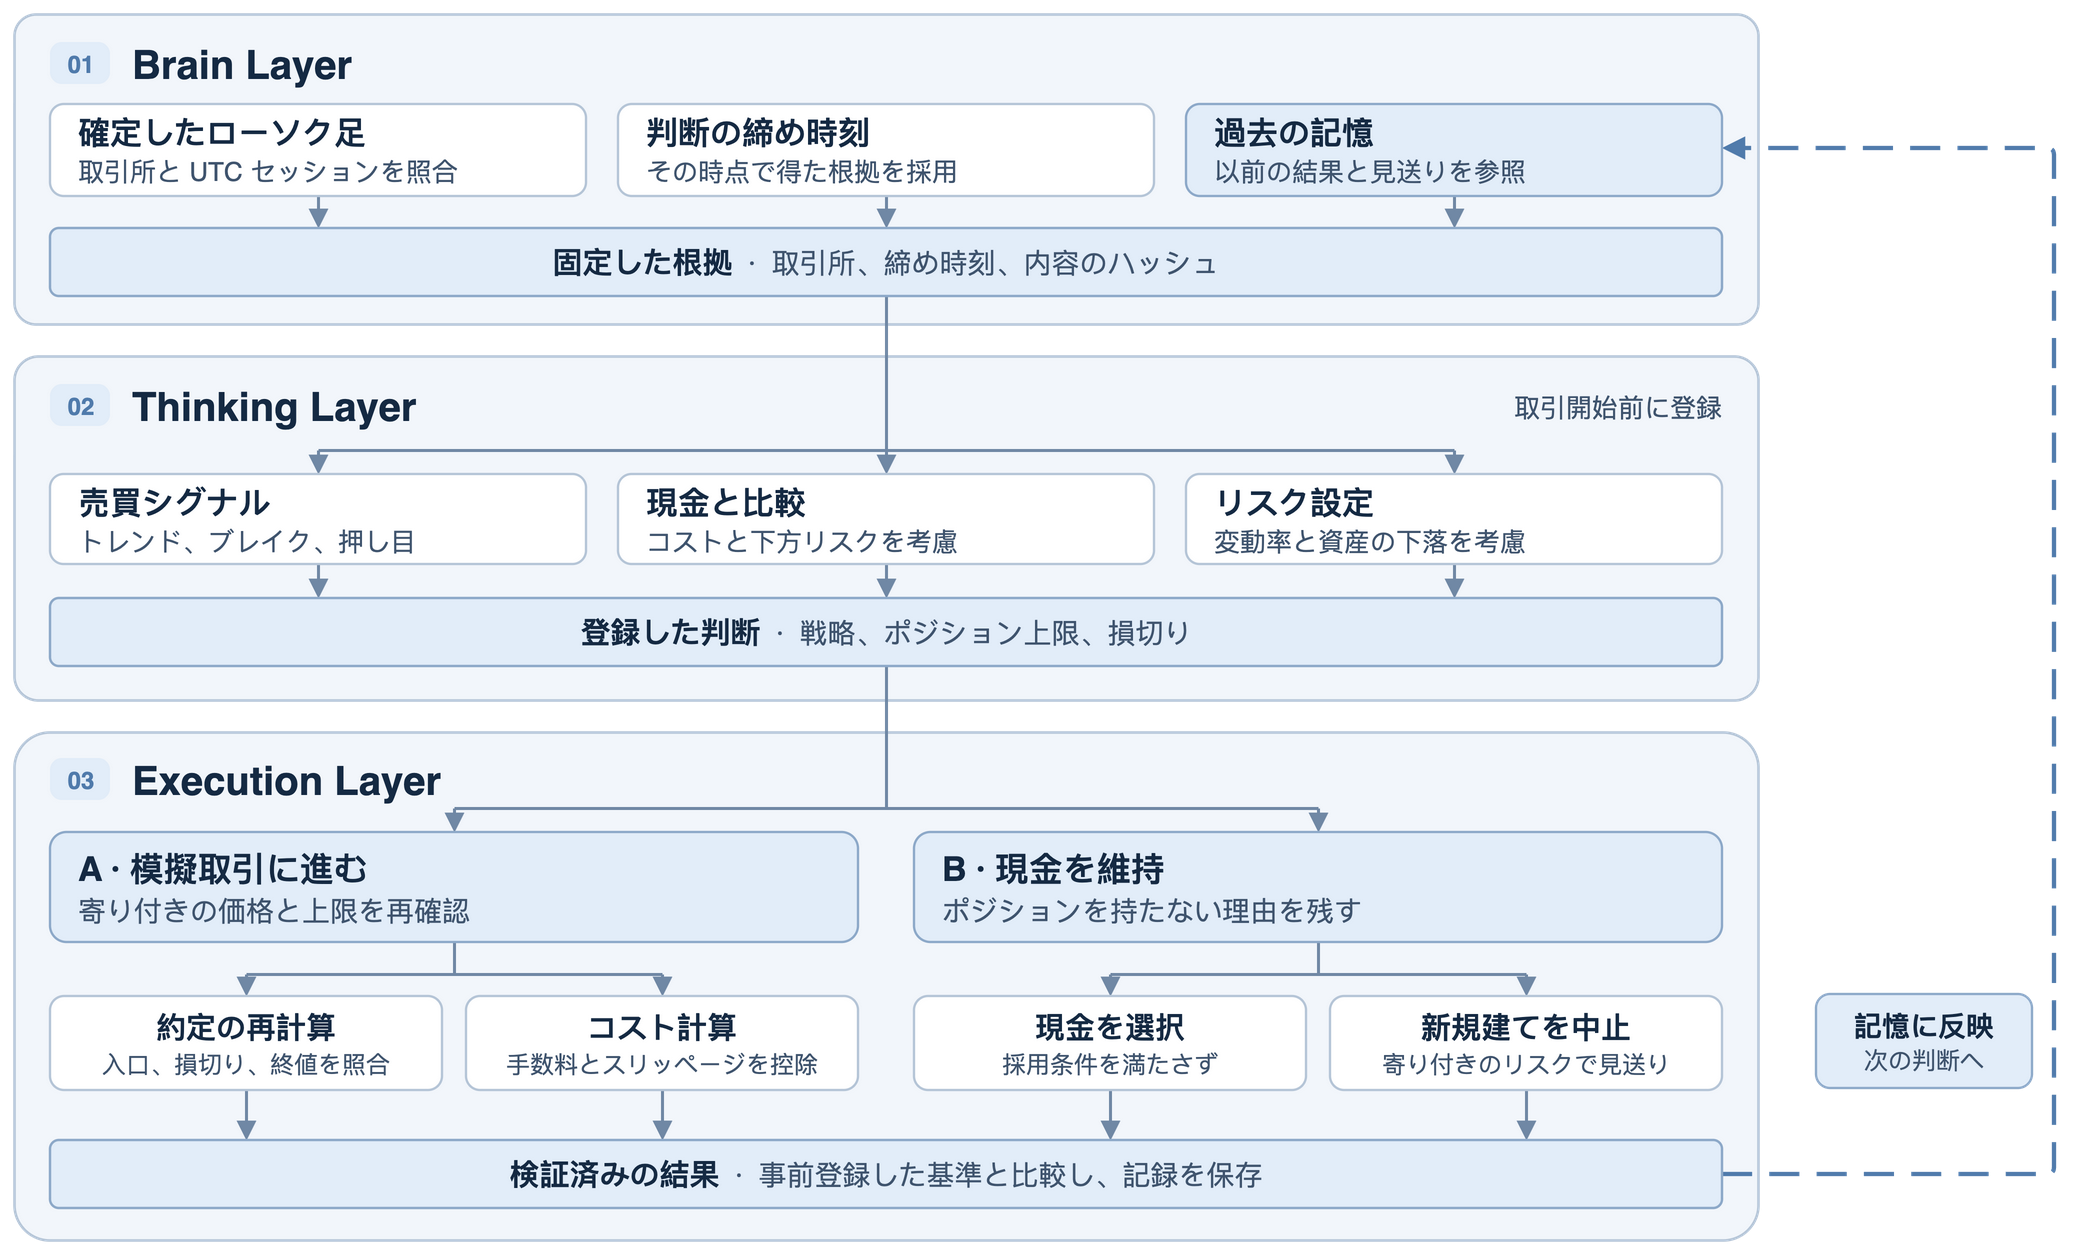 01 Brain Layer
確定したローソク足
取引所と UTC セッションを照合
判断の締め時刻
その時点で得た根拠を採用
過去の記憶
以前の結果と見送りを参照
固定した根拠 · 取引所、締め時刻、内容のハッシュ
02 Thinking Layer
取引開始前に登録
売買シグナル
トレンド、ブレイク、押し目
現金と比較
コストと下方リスクを考慮
リスク設定
変動率と資産の下落を考慮
登録した判断 · 戦略、ポジション上限、損切り
03 Execution Layer
A · 模擬取引に進む
寄り付きの価格と上限を再確認
B · 現金を維持
ポジションを持たない理由を残す
約定の再計算
入口、損切り、終値を照合
コスト計算
手数料とスリッページを控除
現金を選択
採用条件を満たさず
新規建てを中止
寄り付きのリスクで見送り
記憶に反映
次の判断へ
検証済みの結果 · 事前登録した基準と比較し、記録を保存